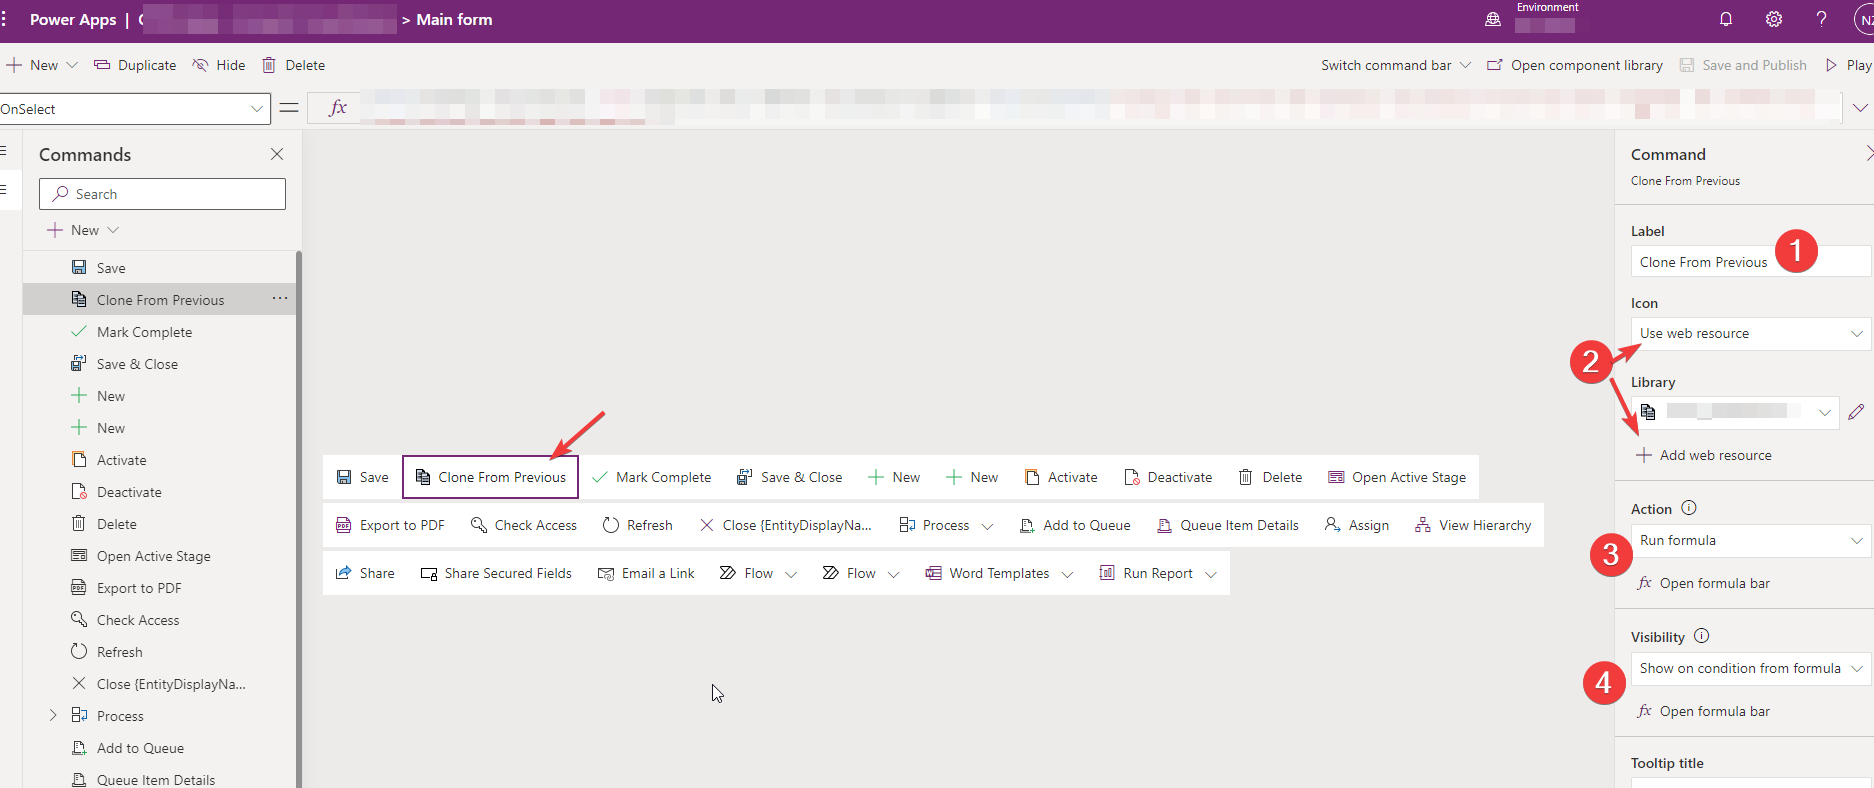 Power Apps |
> Main form
Environment
NZ
New
Duplicate
Hide
Delete
Switch command bar
Open component library
Save and Publish
Play
OnSelect
=
fx
Commands
Search
New
Save
Clone From Previous
...
Mark Complete
Save & Close
New
New
Activate
Deactivate
Delete
Open Active Stage
Export to PDF
Check Access
Refresh
Close {EntityDisplayNa...
Process
Add to Queue
Queue Item Details
Save
Clone From Previous
Mark Complete
Save & Close
New
New
Activate
Deactivate
Delete
Open Active Stage
Export to PDF
Check Access
Refresh
Close {EntityDisplayNa...
Process
Add to Queue
Queue Item Details
Assign
View Hierarchy
Share
Share Secured Fields
Email a Link
Flow
Flow
Word Templates
Run Report
Command
Clone From Previous
Label
Clone From Previous
1
Icon
Use web resource
2
Library
Add web resource
Action
Run formula
3
fx Open formula bar
Visibility
Show on condition from formula
4
fx Open formula bar
Tooltip title